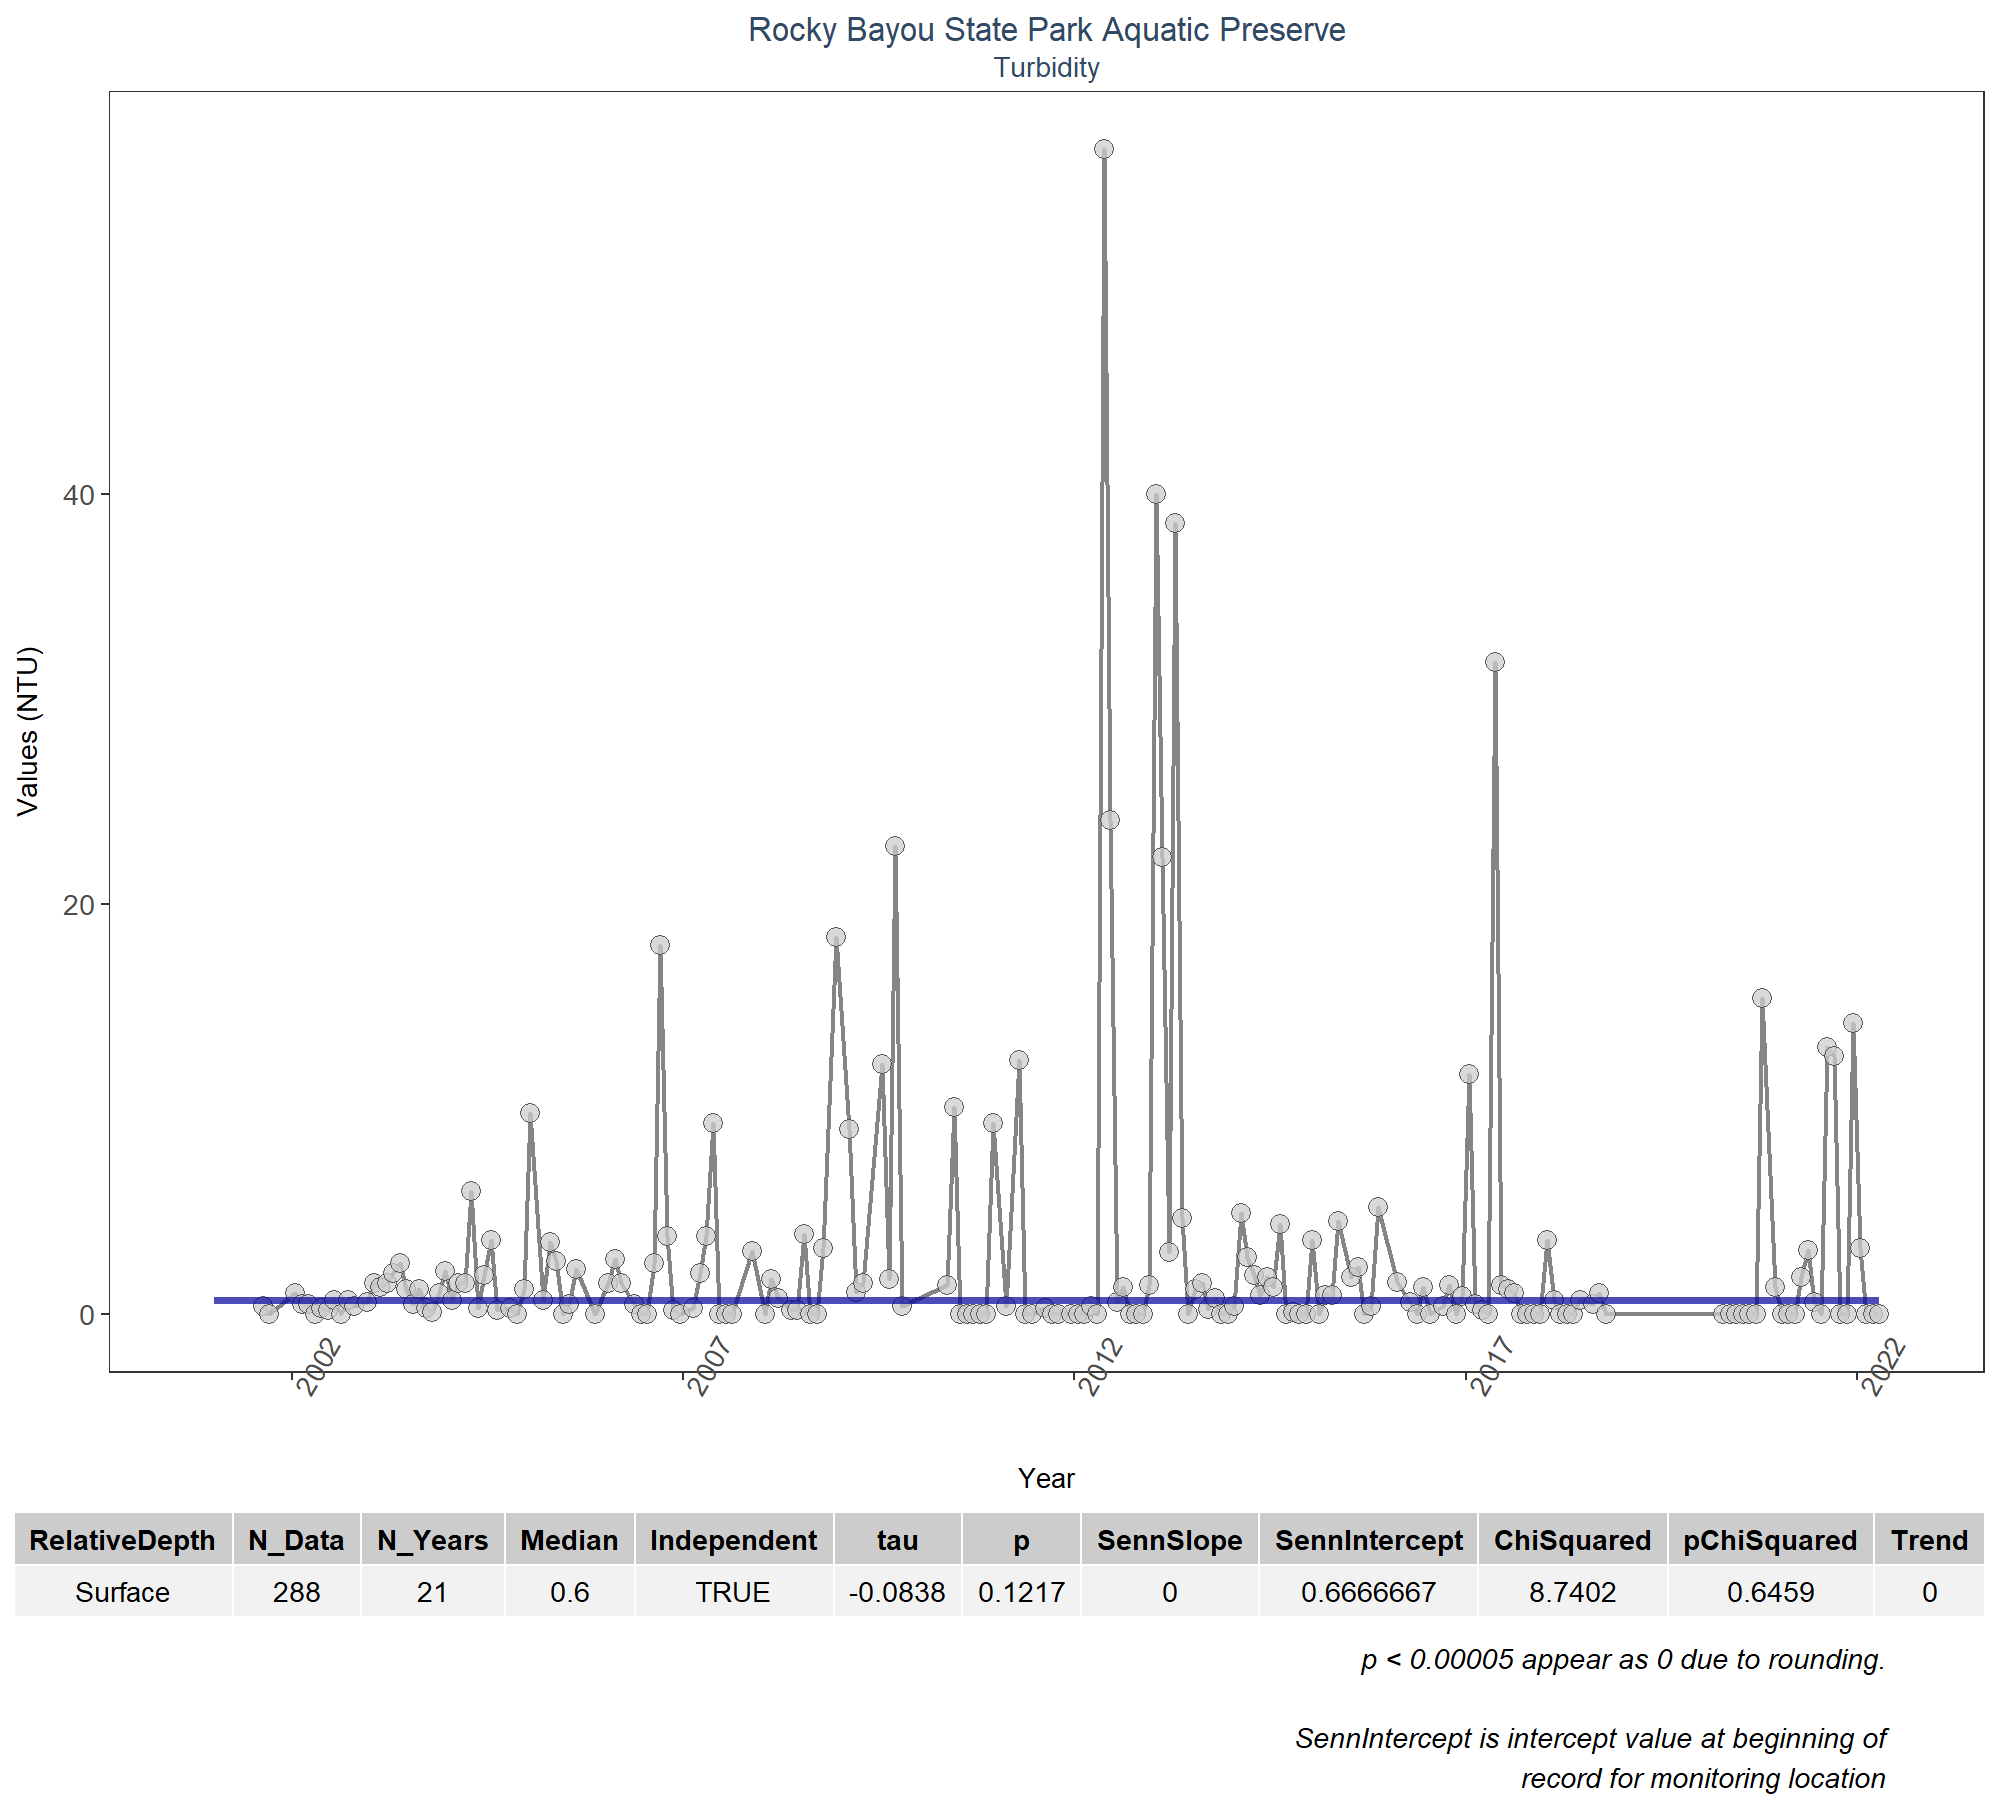 Rocky Bayou State Park Aquatic Preserve
Turbidity
Values (NTU)
40
20
0
2002 2007 2012 2017 2022
Year
RelativeDepth N_Data N_Years Median Independent tau p SennSlope SennIntercept ChiSquared pChiSquared Trend
Surface 288 21 0.6 TRUE -0.0838 0.1217 0 0.6666667 8.7402 0.6459 0
p < 0.00005 appear as 0 due to rounding.
SennIntercept is intercept value at beginning of
record for monitoring location